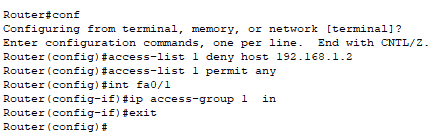 Router#conf
Configuring from terminal, memory, or network [terminal]?
Enter configuration commands, one per line.  End with CNTL/Z.
Router(config)#access-list 1 deny host 192.168.1.2
Router(config)#access-list 1 permit any
Router(config)#int fa0/1
Router(config-if)#ip access-group 1  in
Router(config-if)#exit
Router(config)#